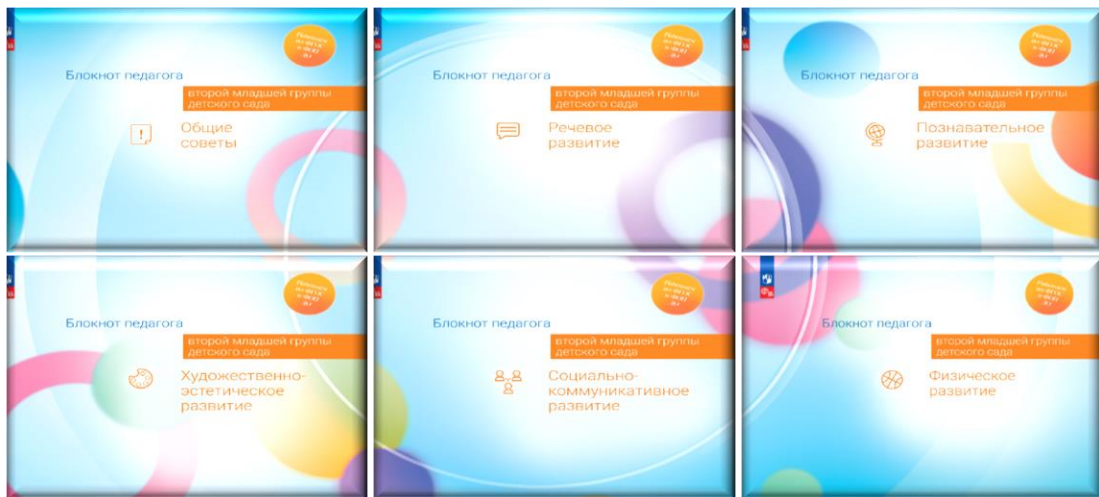 Блокнот педагога
второй младшей группы
детского сада
Общие
советы
Блокнот педагога
второй младшей группы
детского сада
Речевое
развитие
Блокнот педагога
второй младшей группы
детского сада
Познавательное
развитие
Блокнот педагога
второй младшей группы
детского сада
Художественно-
эстетическое
развитие
Блокнот педагога
второй младшей группы
детского сада
Социально-
коммуникативное
развитие
Блокнот педагога
второй младшей группы
детского сада
Физическое
развитие